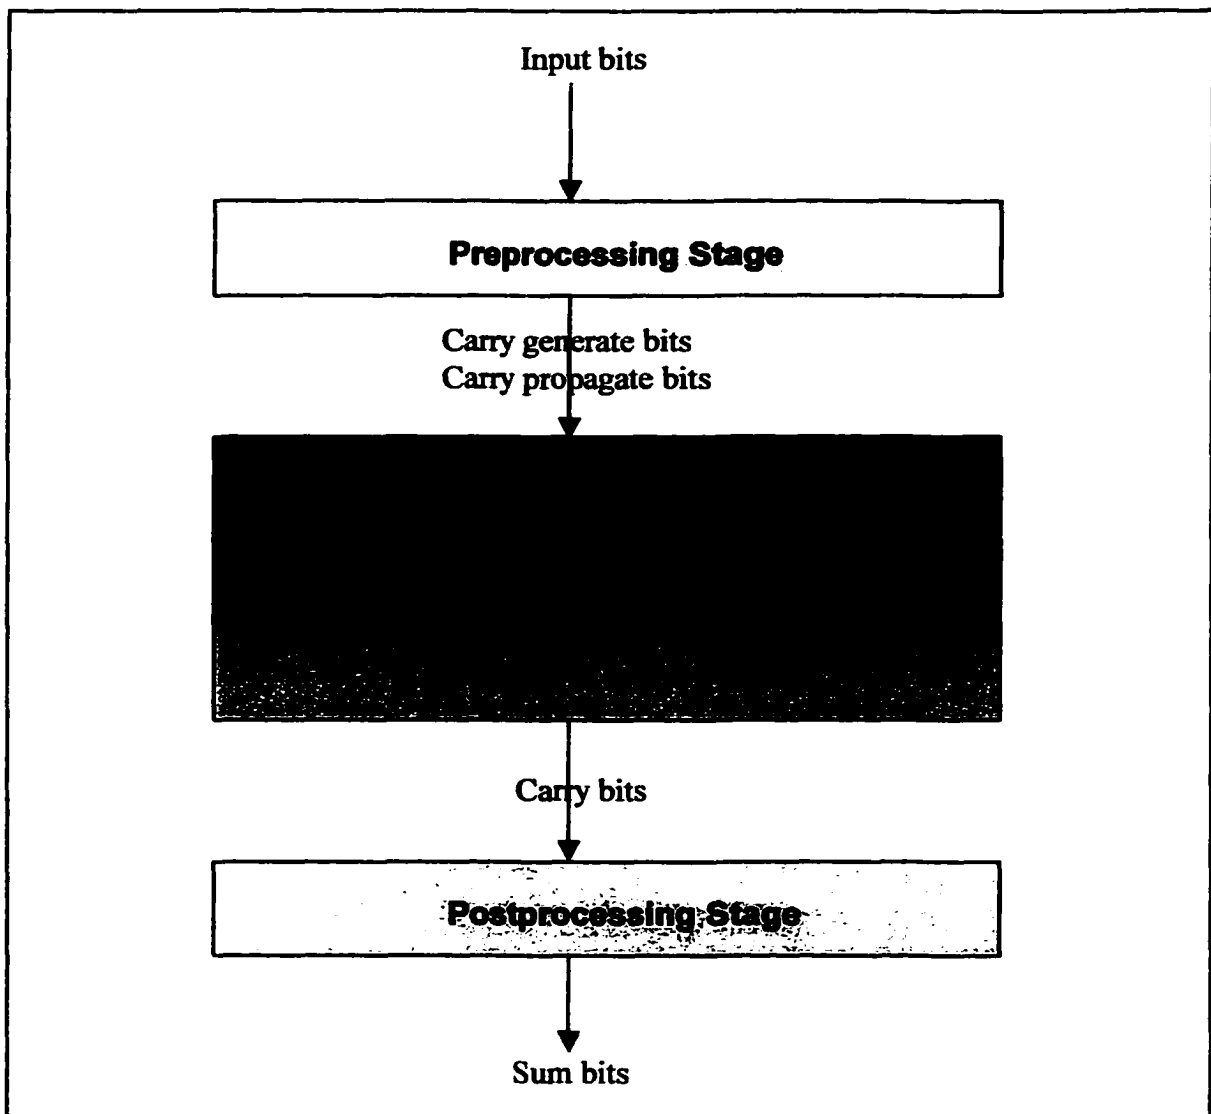 Input bits
Preprocessing Stage
Carry generate bits
Carry propagate bits
Carry bits
Postprocessing Stage
Sum bits